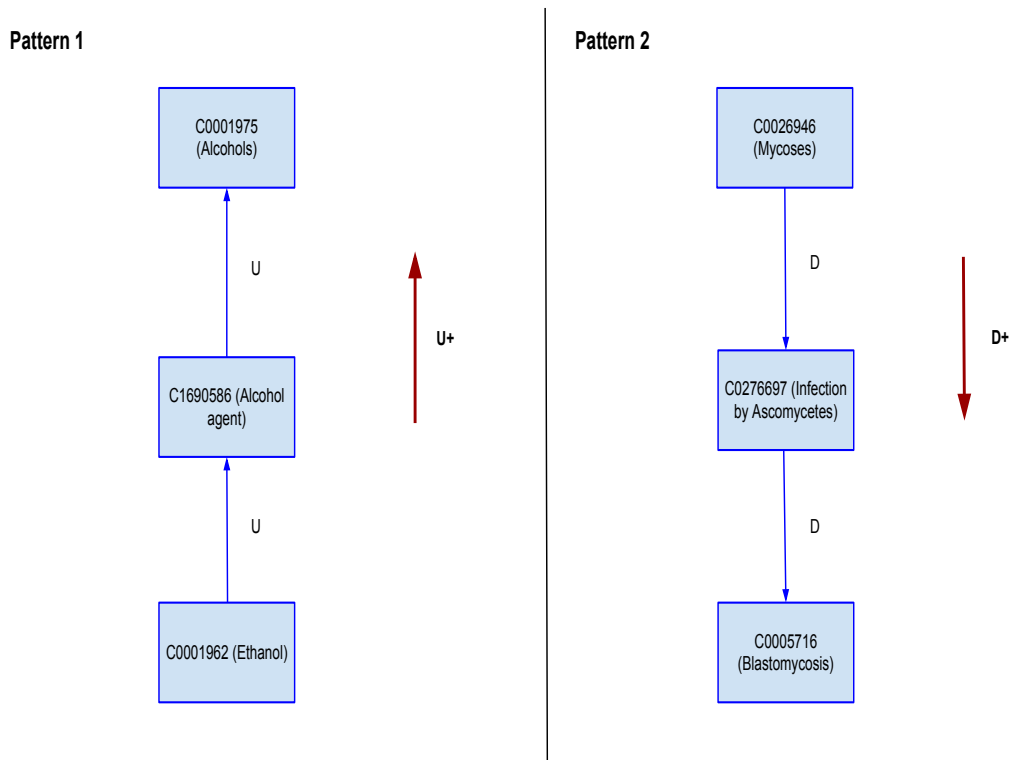 Pattern 1
C0001975
(Alcohols)
U
U+
C1690586 (Alcohol
agent)
U
C0001962 (Ethanol)
Pattern 2
C0026946
(Mycoses)
D
D+
C0276697 (Infection
by Ascomycetes)
D
C0005716
(Blastomycosis)